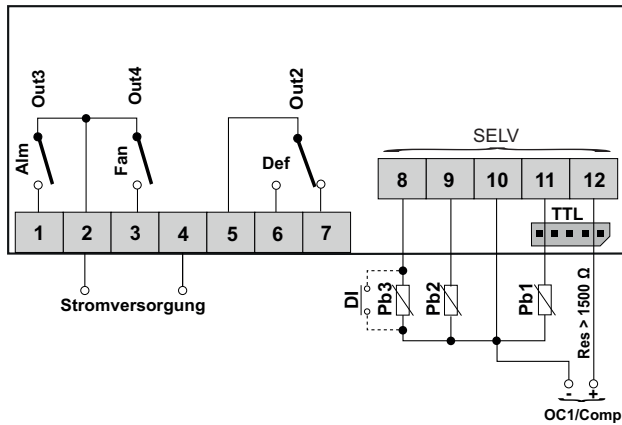 Out3
Out4
Out2
Alm
Fan
Def
SELV
1 2 3 4 5 6 7
8 9 10 11 12
TTL
Stromversorgung
DI
Pb3
Pb2
Pb1
Res > 1500 Ω
- +
OC1/Comp